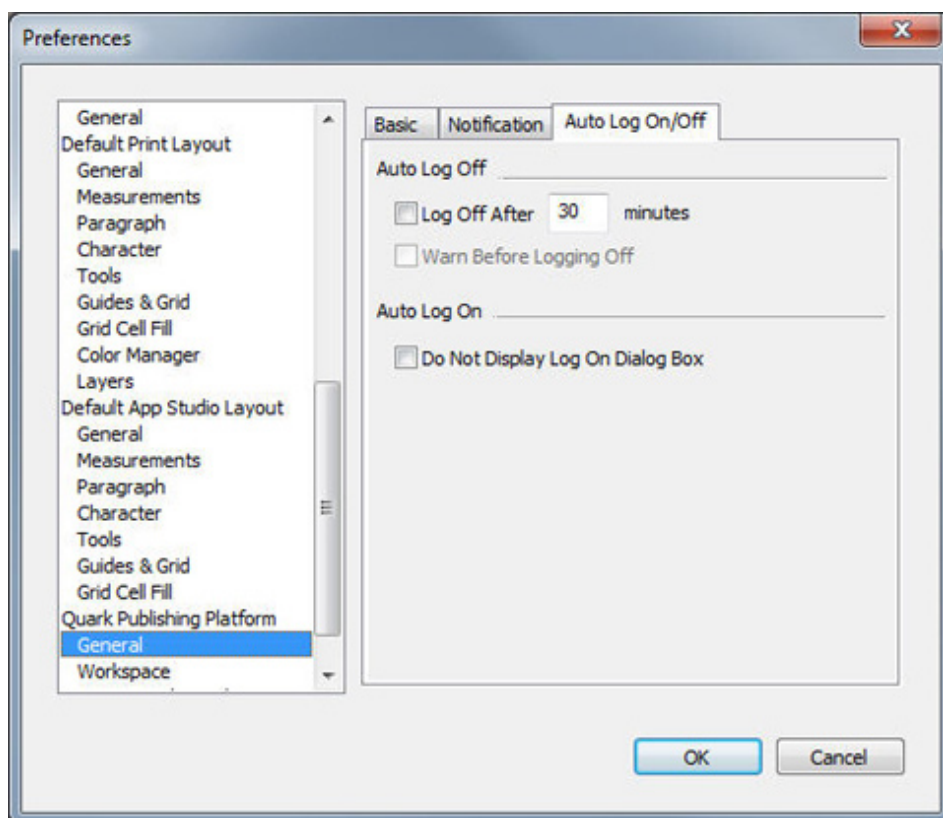 Preferences
General
Default Print Layout
General
Measurements
Paragraph
Character
Tools
Guides & Grid
Grid Cell Fill
Color Manager
Layers
Default App Studio Layout
General
Measurements
Paragraph
Character
Tools
Guides & Grid
Grid Cell Fill
Quark Publishing Platform
General
Workspace
Basic Notification Auto Log On/Off
Auto Log Off
Log Off After 30 minutes
Warn Before Logging Off
Auto Log On
Do Not Display Log On Dialog Box
OK Cancel